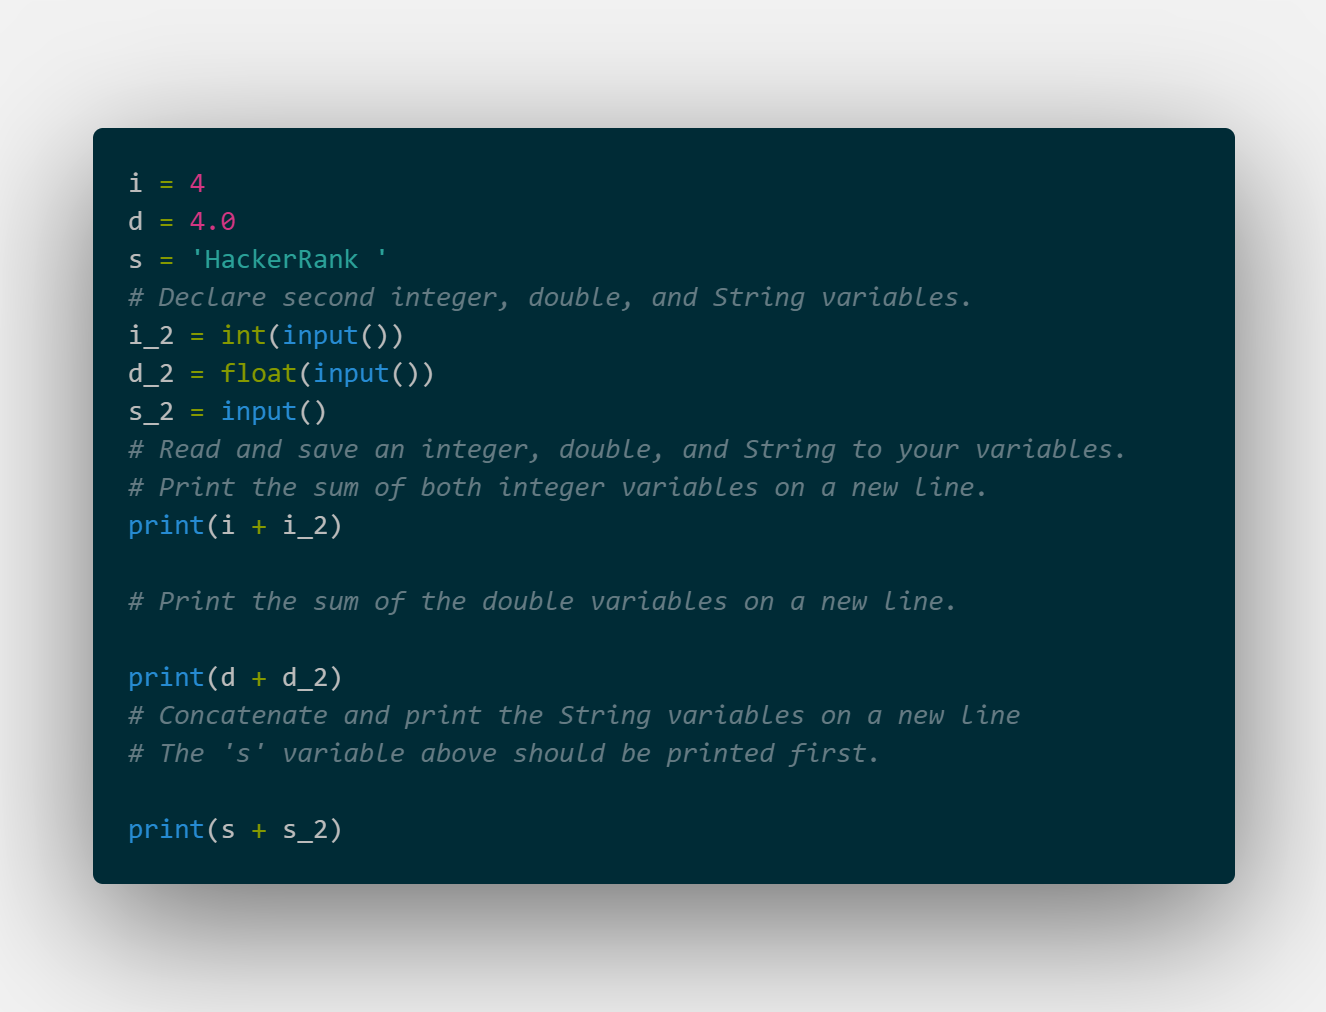 i = 4
d = 4.0
s = 'HackerRank '
# Declare second integer, double, and String variables.
i_2 = int(input())
d_2 = float(input())
s_2 = input()
# Read and save an integer, double, and String to your variables.
# Print the sum of both integer variables on a new line.
print(i + i_2)
# Print the sum of the double variables on a new line.
print(d + d_2)
# Concatenate and print the String variables on a new line
# The 's' variable above should be printed first.
print(s + s_2)